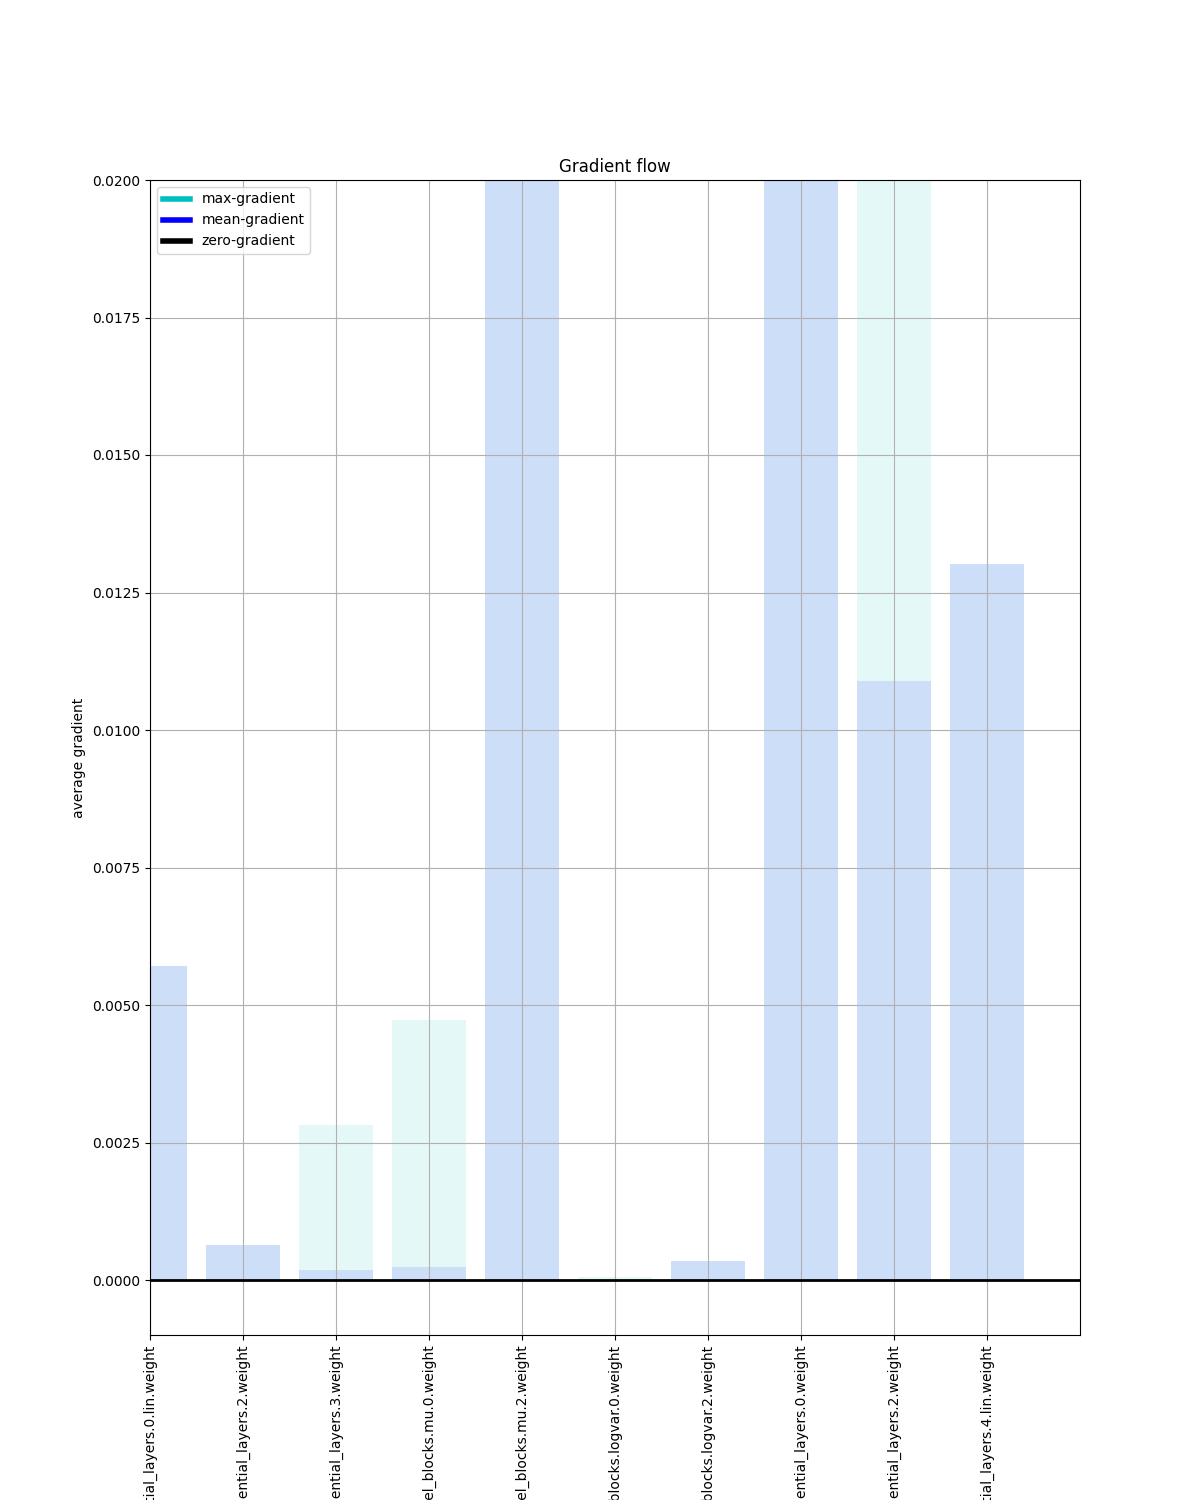 Gradient flow
max-gradient
mean-gradient
zero-gradient
0.0200
0.0175
0.0150
0.0125
0.0100
0.0075
0.0050
0.0025
0.0000
average gradient
tial_layers.0.lin.weight
ential_layers.2.weight
ential_layers.3.weight
el_blocks.mu.0.weight
el_blocks.mu.2.weight
blocks.logvar.0.weight
blocks.logvar.2.weight
ential_layers.0.weight
ential_layers.2.weight
tial_layers.4.lin.weight